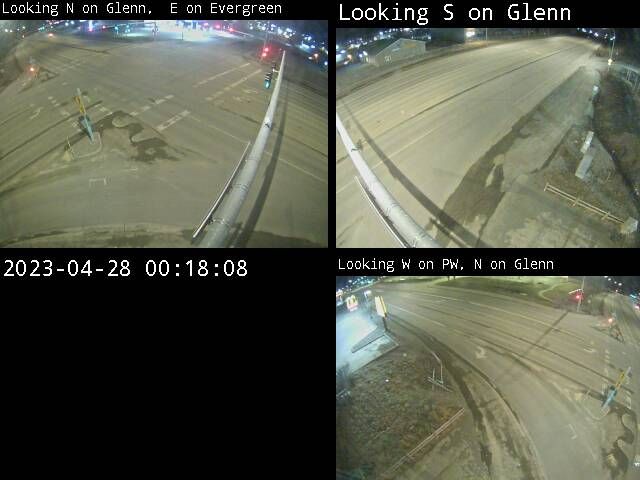 Looking N on Glenn,  E on Evergreen
Looking S on Glenn
2023-04-28 00:18:08
Looking W on PW, N on Glenn